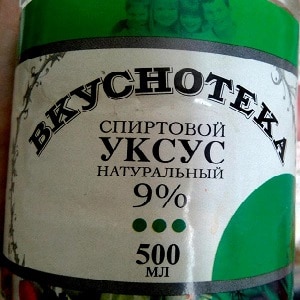 ВКУСНОТЕКА
СПИРТОВОЙ
УКСУС
НАТУРАЛЬНЫЙ
9%
500
МЛ